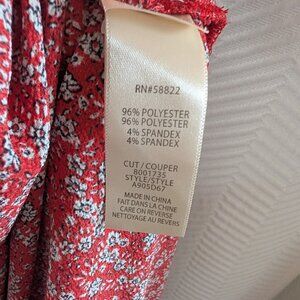 RN#58822
96% POLYESTER
96% POLYESTER
4% SPANDEX
4% SPANDEX
CUT / COUPER
B001735
STYLE/STYLE
A905D67
MADE IN CHINA
FAIT DANS LA CHINE
CARE ON REVERSE
NETTOYAGE AU REVERS